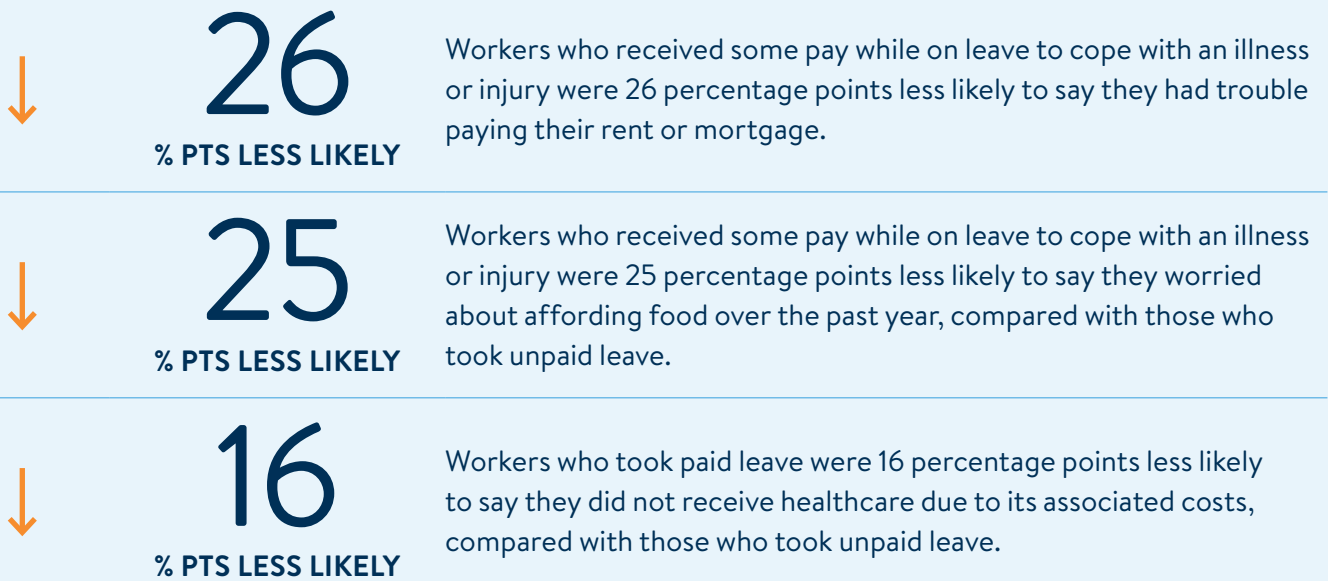 26
% PTS LESS LIKELY
Workers who received some pay while on leave to cope with an illness
or injury were 26 percentage points less likely to say they had trouble
paying their rent or mortgage.
25
% PTS LESS LIKELY
Workers who received some pay while on leave to cope with an illness
or injury were 25 percentage points less likely to say they worried
about affording food over the past year, compared with those who
took unpaid leave.
16
% PTS LESS LIKELY
Workers who took paid leave were 16 percentage points less likely
to say they did not receive healthcare due to its associated costs,
compared with those who took unpaid leave.